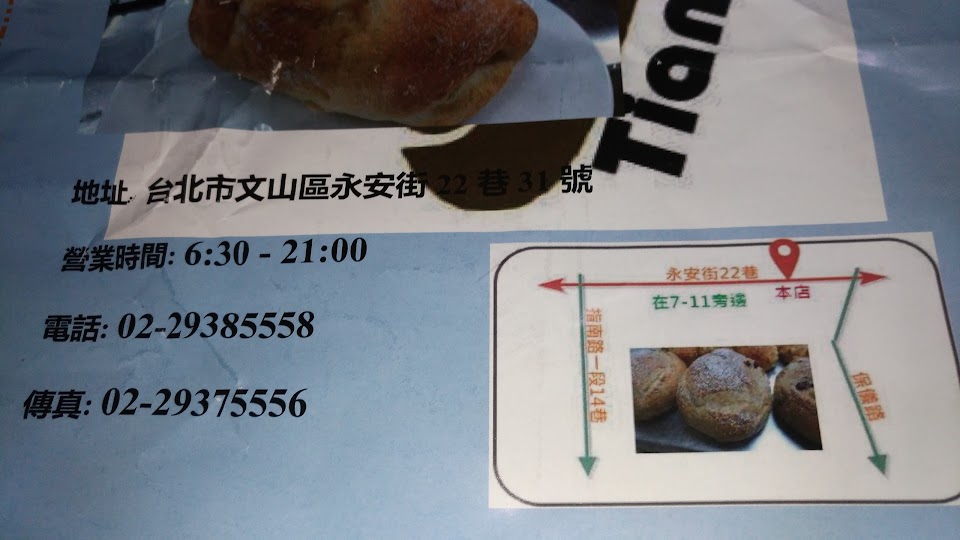 Tian
地址: 台北市文山區永安街 22 巷 31 號
營業時間: 6:30 - 21:00
電話: 02-29385558
傳真: 02-29375556
永安街22巷
在7-11旁邊
本店
指南路一段14巷
保儀路